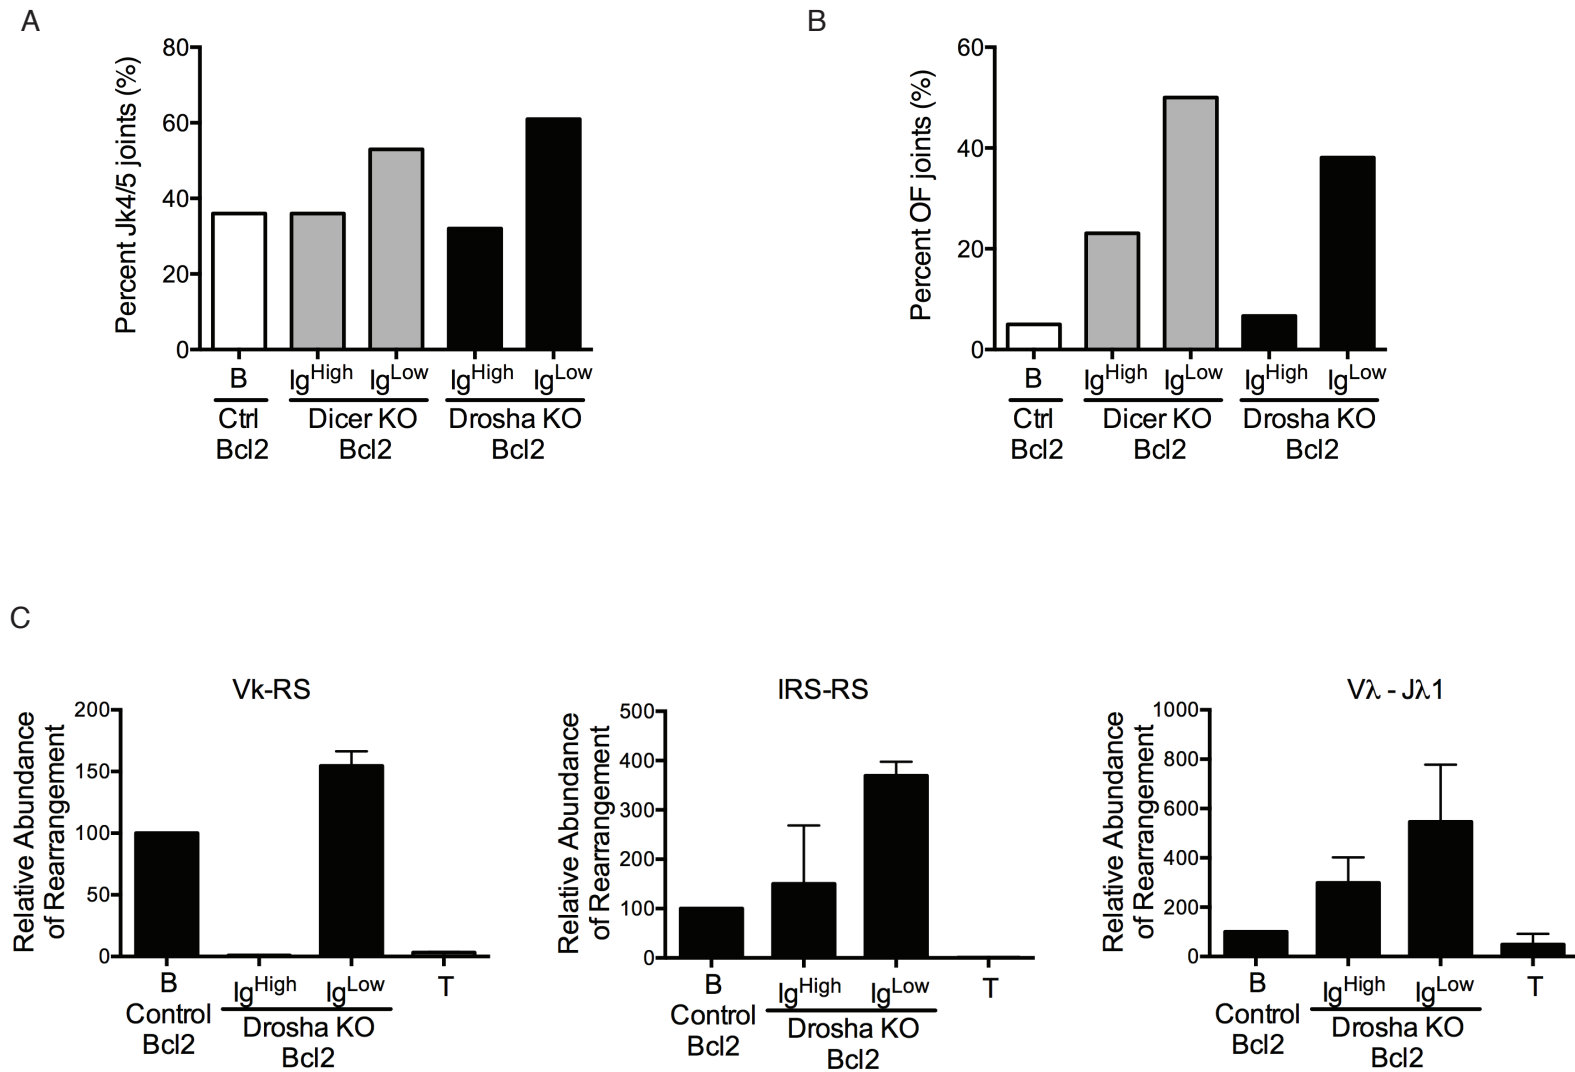 A
Percent Jk4/5 joints (%)
80
60
40
20
0
B
IgHigh
IgLow
IgHigh
IgLow
Ctrl
Bcl2
Dicer KO
Bcl2
Drosha KO
Bcl2
B
Percent OF joints (%)
60
40
20
0
B
IgHigh
IgLow
IgHigh
IgLow
Ctrl
Bcl2
Dicer KO
Bcl2
Drosha KO
Bcl2
C
Vk-RS
Relative Abundance
of Rearrangement
200
150
100
50
0
B
IgHigh
IgLow
T
Control
Bcl2
Drosha KO
Bcl2
IRS-RS
Relative Abundance
of Rearrangement
500
400
300
200
100
0
B
IgHigh
IgLow
T
Control
Bcl2
Drosha KO
Bcl2
Vλ - Jλ1
Relative Abundance
of Rearrangement
1000
800
600
400
200
0
B
IgHigh
IgLow
T
Control
Bcl2
Drosha KO
Bcl2